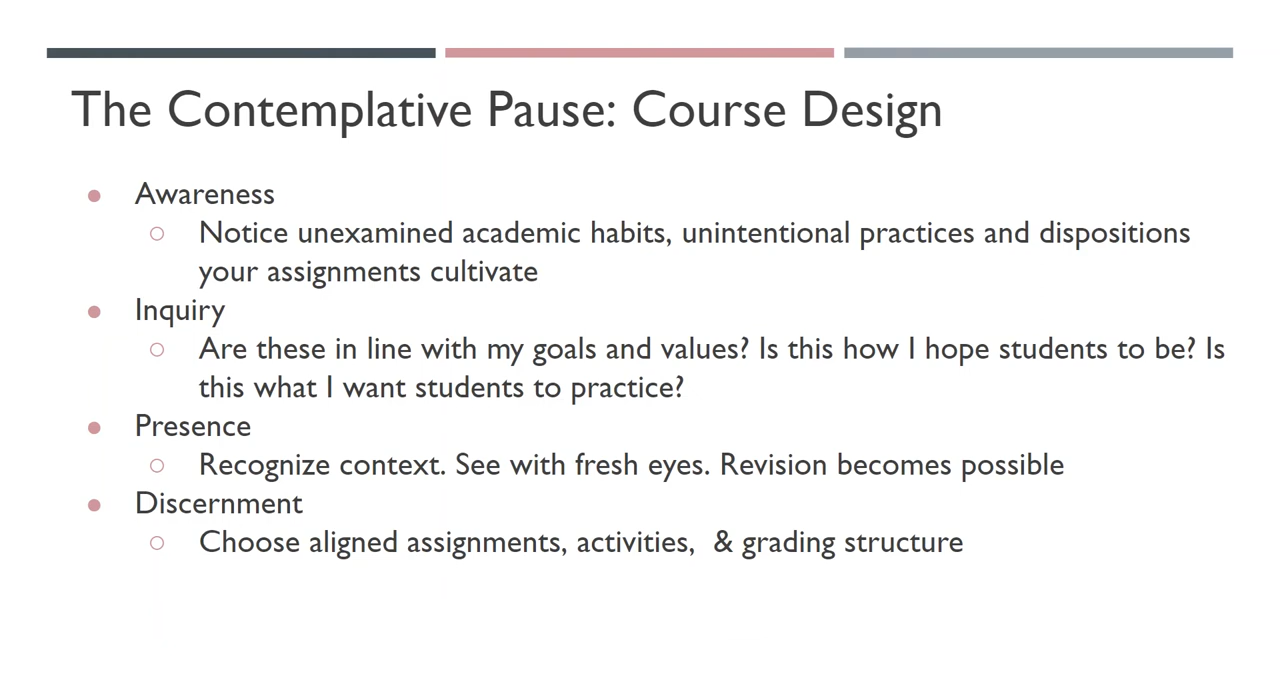 The Contemplative Pause: Course Design
Awareness
Notice unexamined academic habits, unintentional practices and dispositions
your assignments cultivate
Inquiry
Are these in line with my goals and values? Is this how I hope students to be? Is
this what I want students to practice?
Presence
Recognize context. See with fresh eyes. Revision becomes possible
Discernment
Choose aligned assignments, activities,  & grading structure